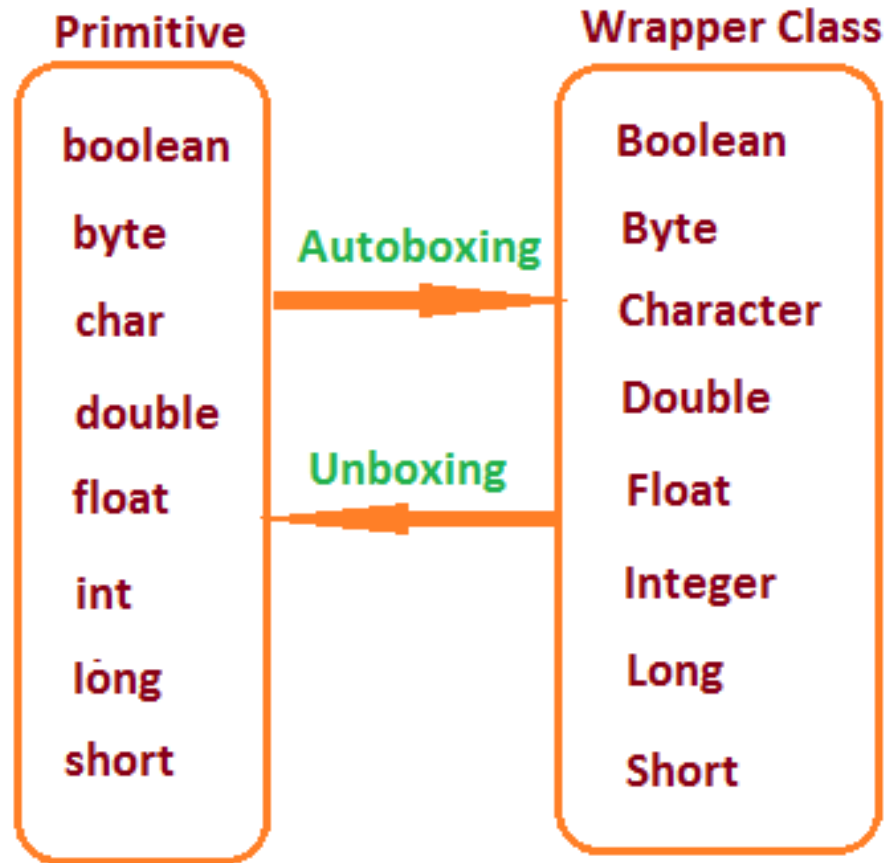 Primitive
boolean
byte
char
double
float
int
long
short
Autoboxing
Unboxing
Wrapper Class
Boolean
Byte
Character
Double
Float
Integer
Long
Short